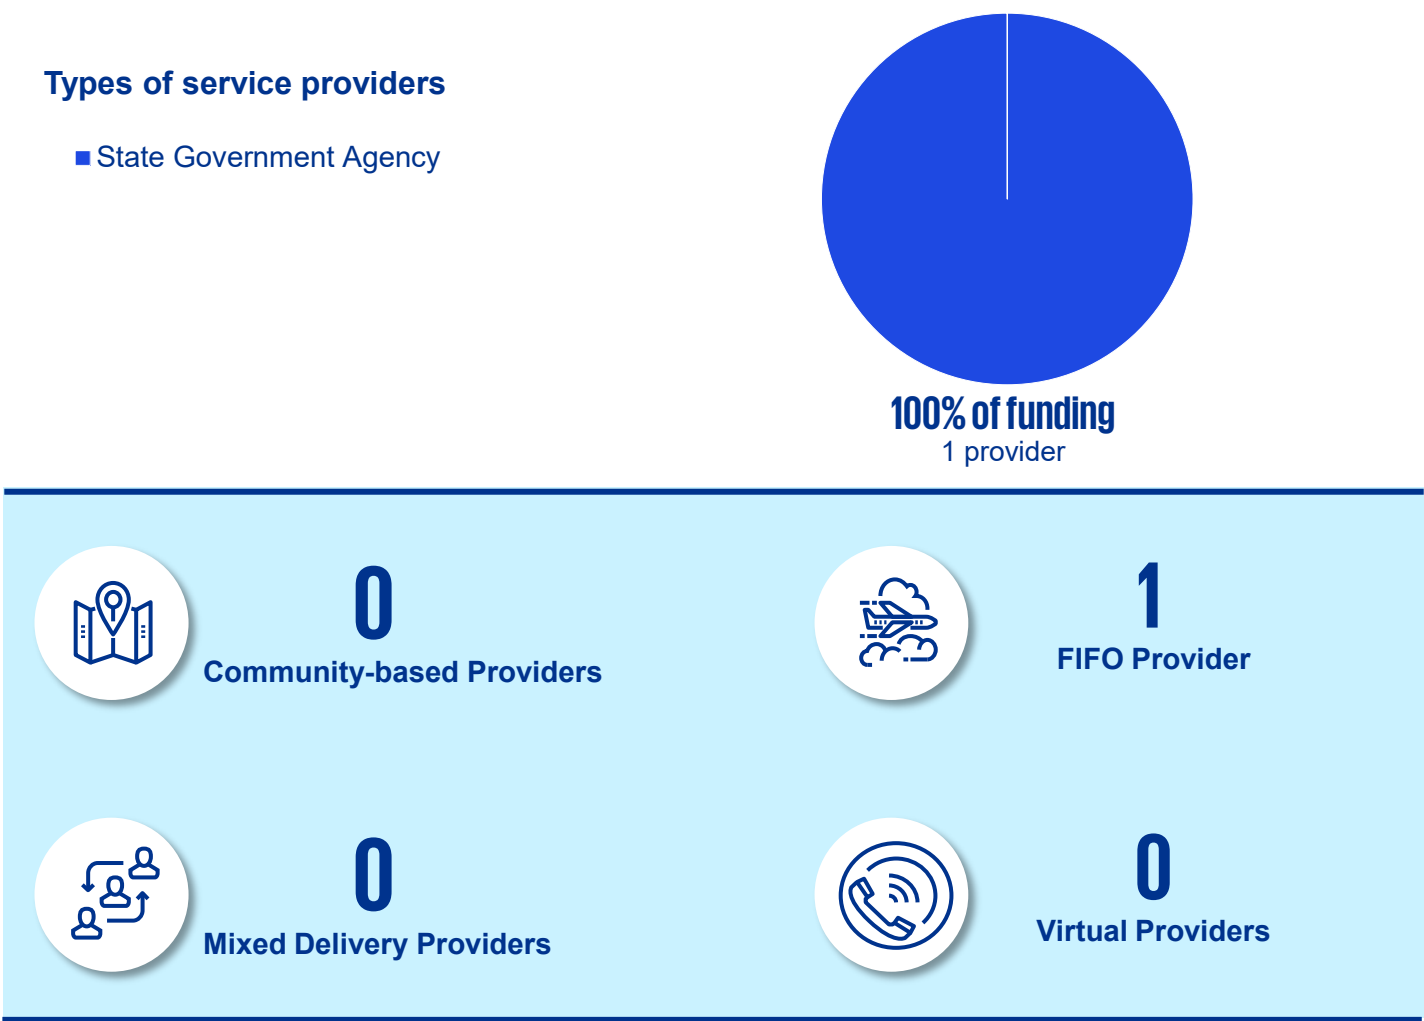 Types of service providers
State Government Agency
100% of funding
1 provider
0
Community-based Providers
1
FIFO Provider
0
Mixed Delivery Providers
0
Virtual Providers